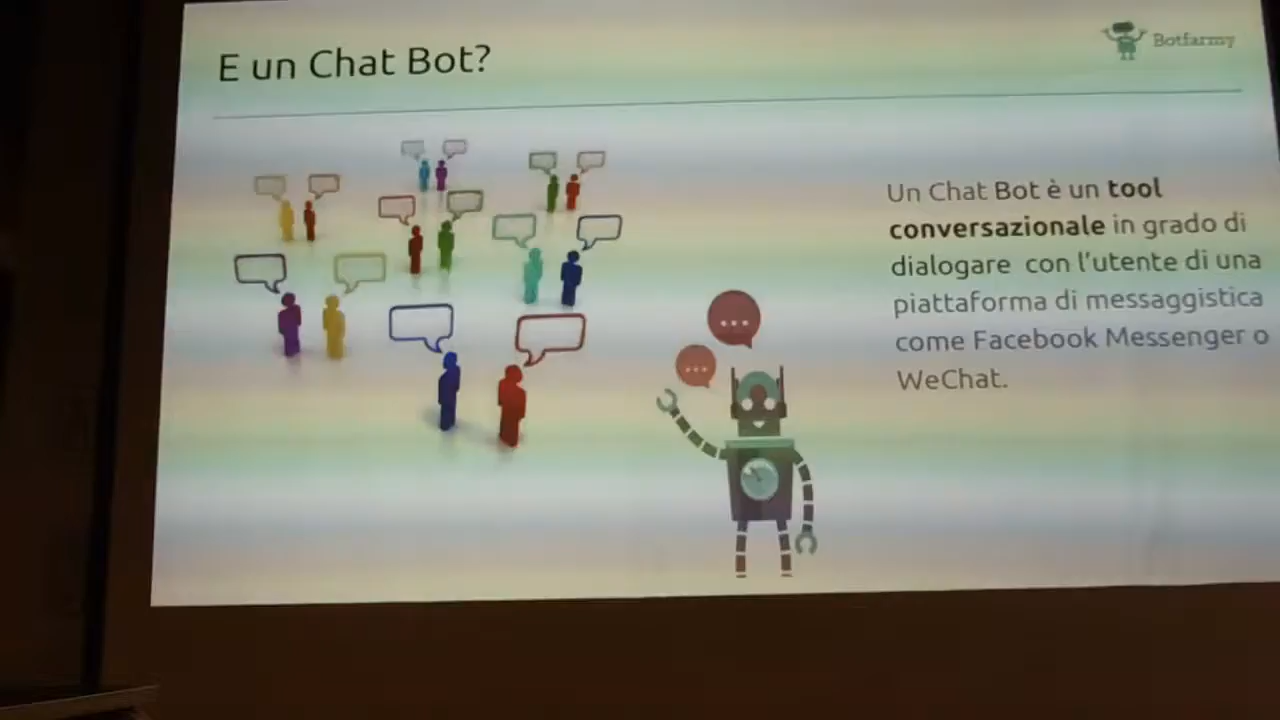 E un Chat Bot?
Botfarmy
Un Chat Bot è un tool
conversazionale in grado di
dialogare con l'utente di una
piattaforma di messaggistica
come Facebook Messenger o
WeChat.